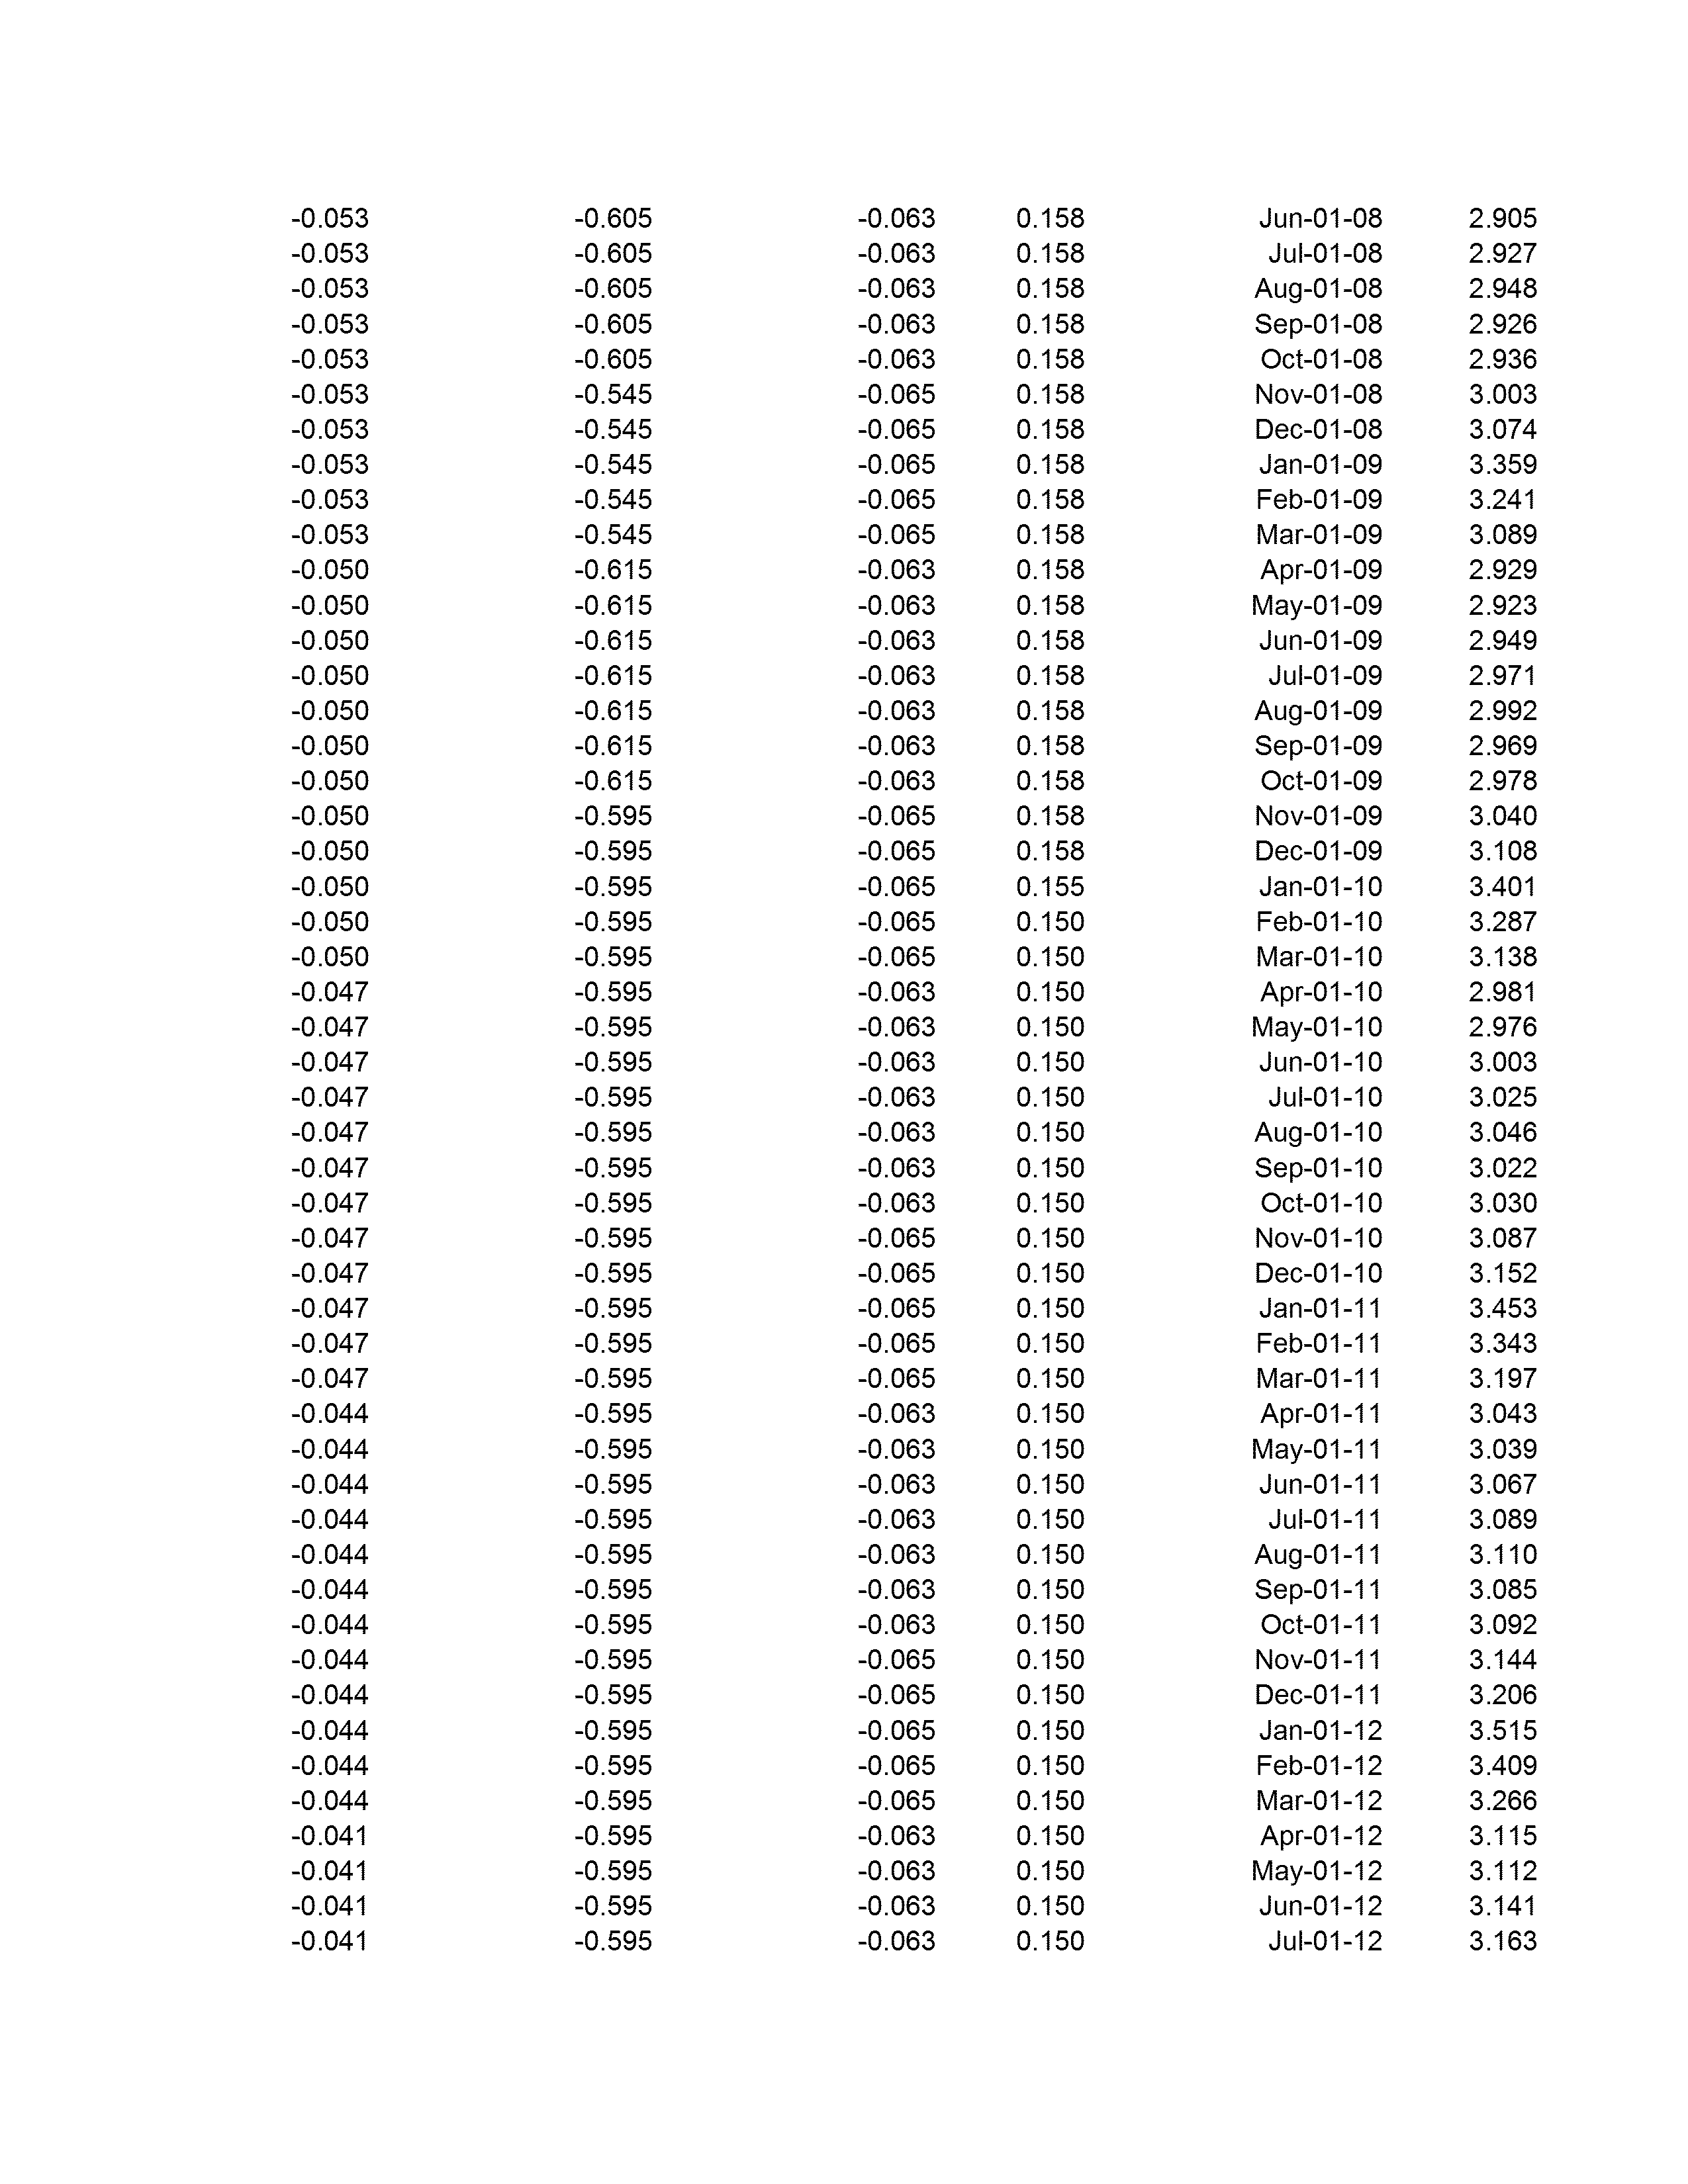 -0.053 -0.605 -0.063 0.158 Jun-01-08 2.905
-0.053 -0.605 -0.063 0.158 Jul-01-08 2.927
-0.053 -0.605 -0.063 0.158 Aug-01-08 2.948
-0.053 -0.605 -0.063 0.158 Sep-01-08 2.926
-0.053 -0.605 -0.063 0.158 Oct-01-08 2.936
-0.053 -0.545 -0.065 0.158 Nov-01-08 3.003
-0.053 -0.545 -0.065 0.158 Dec-01-08 3.074
-0.053 -0.545 -0.065 0.158 Jan-01-09 3.359
-0.053 -0.545 -0.065 0.158 Feb-01-09 3.241
-0.053 -0.545 -0.065 0.158 Mar-01-09 3.089
-0.050 -0.615 -0.063 0.158 Apr-01-09 2.929
-0.050 -0.615 -0.063 0.158 May-01-09 2.923
-0.050 -0.615 -0.063 0.158 Jun-01-09 2.949
-0.050 -0.615 -0.063 0.158 Jul-01-09 2.971
-0.050 -0.615 -0.063 0.158 Aug-01-09 2.992
-0.050 -0.615 -0.063 0.158 Sep-01-09 2.969
-0.050 -0.615 -0.063 0.158 Oct-01-09 2.978
-0.050 -0.595 -0.065 0.158 Nov-01-09 3.040
-0.050 -0.595 -0.065 0.158 Dec-01-09 3.108
-0.050 -0.595 -0.065 0.155 Jan-01-10 3.401
-0.050 -0.595 -0.065 0.150 Feb-01-10 3.287
-0.050 -0.595 -0.065 0.150 Mar-01-10 3.138
-0.047 -0.595 -0.063 0.150 Apr-01-10 2.981
-0.047 -0.595 -0.063 0.150 May-01-10 2.976
-0.047 -0.595 -0.063 0.150 Jun-01-10 3.003
-0.047 -0.595 -0.063 0.150 Jul-01-10 3.025
-0.047 -0.595 -0.063 0.150 Aug-01-10 3.046
-0.047 -0.595 -0.063 0.150 Sep-01-10 3.022
-0.047 -0.595 -0.063 0.150 Oct-01-10 3.030
-0.047 -0.595 -0.065 0.150 Nov-01-10 3.087
-0.047 -0.595 -0.065 0.150 Dec-01-10 3.152
-0.047 -0.595 -0.065 0.150 Jan-01-11 3.453
-0.047 -0.595 -0.065 0.150 Feb-01-11 3.343
-0.047 -0.595 -0.065 0.150 Mar-01-11 3.197
-0.044 -0.595 -0.063 0.150 Apr-01-11 3.043
-0.044 -0.595 -0.063 0.150 May-01-11 3.039
-0.044 -0.595 -0.063 0.150 Jun-01-11 3.067
-0.044 -0.595 -0.063 0.150 Jul-01-11 3.089
-0.044 -0.595 -0.063 0.150 Aug-01-11 3.110
-0.044 -0.595 -0.063 0.150 Sep-01-11 3.085
-0.044 -0.595 -0.063 0.150 Oct-01-11 3.092
-0.044 -0.595 -0.065 0.150 Nov-01-11 3.144
-0.044 -0.595 -0.065 0.150 Dec-01-11 3.206
-0.044 -0.595 -0.065 0.150 Jan-01-12 3.515
-0.044 -0.595 -0.065 0.150 Feb-01-12 3.409
-0.044 -0.595 -0.065 0.150 Mar-01-12 3.266
-0.041 -0.595 -0.063 0.150 Apr-01-12 3.115
-0.041 -0.595 -0.063 0.150 May-01-12 3.112
-0.041 -0.595 -0.063 0.150 Jun-01-12 3.141
-0.041 -0.595 -0.063 0.150 Jul-01-12 3.163